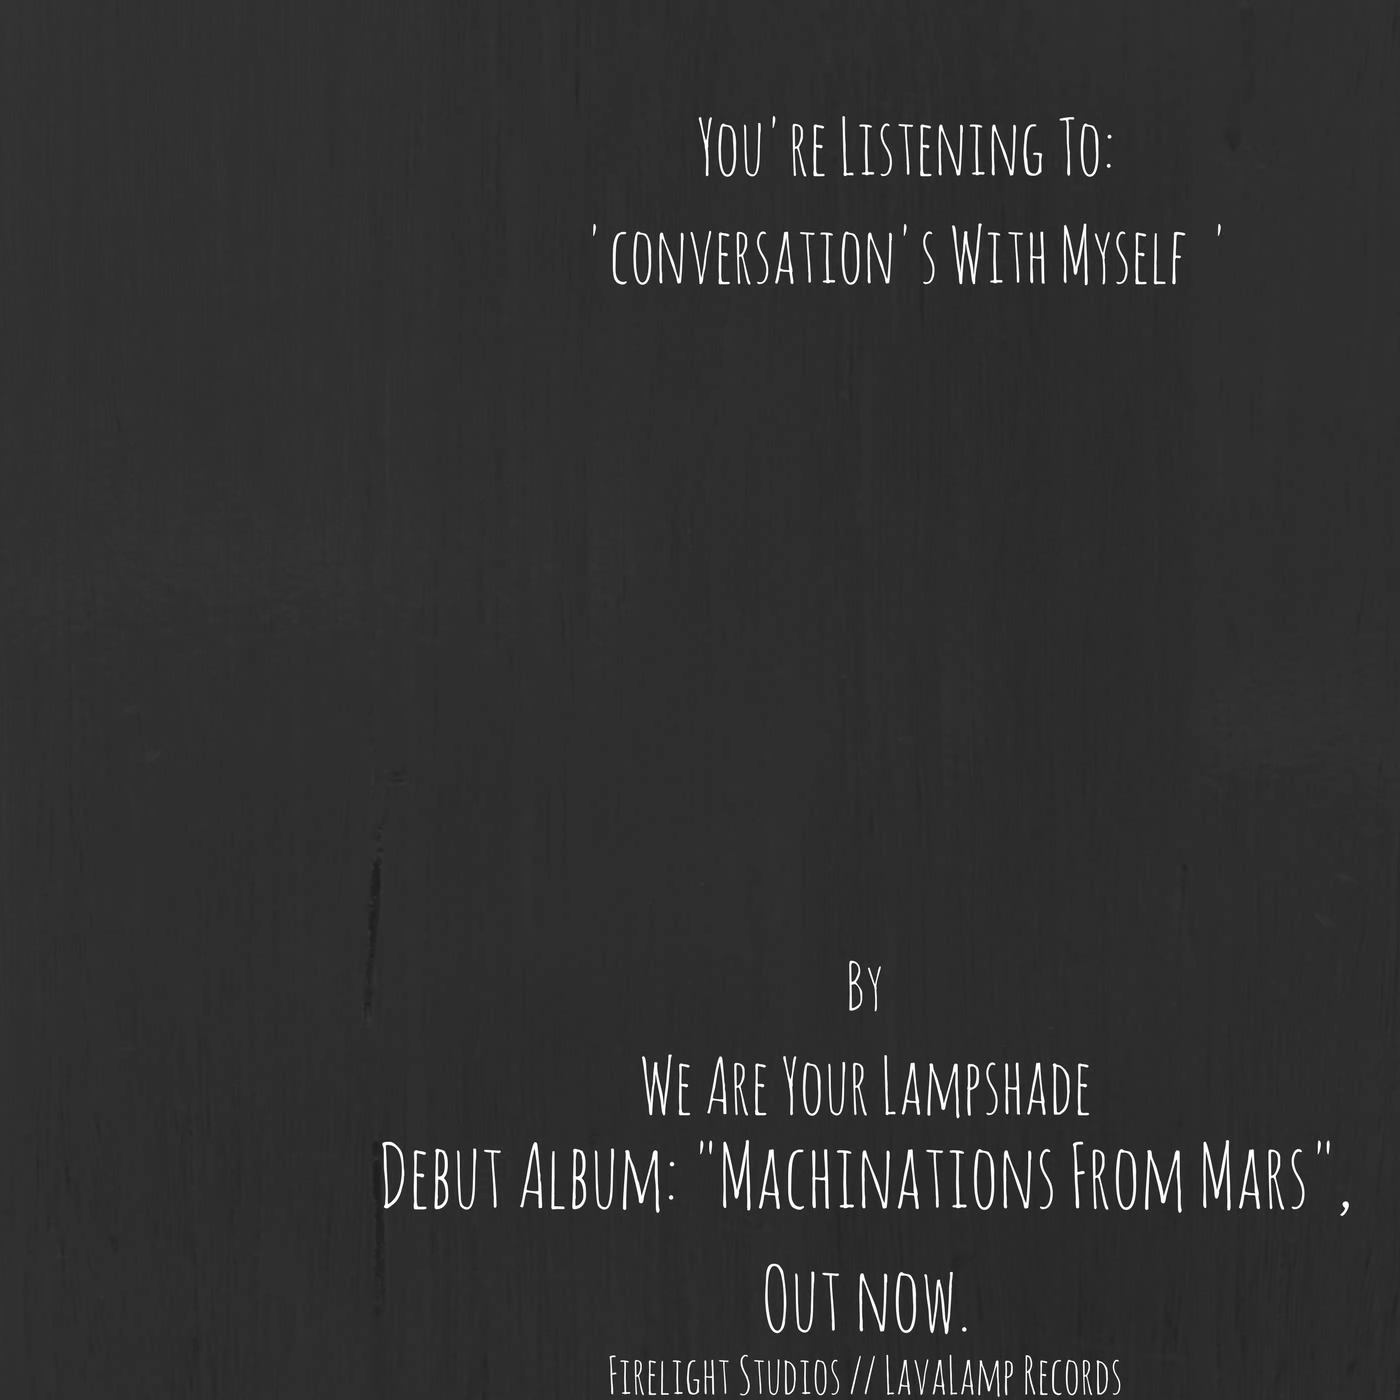 You're Listening To:
'conversation's With Myself '
By
We Are Your Lampshade
Debut Album: "Machinations From Mars",
Out now.
Firelight Studios // LavaLamp Records